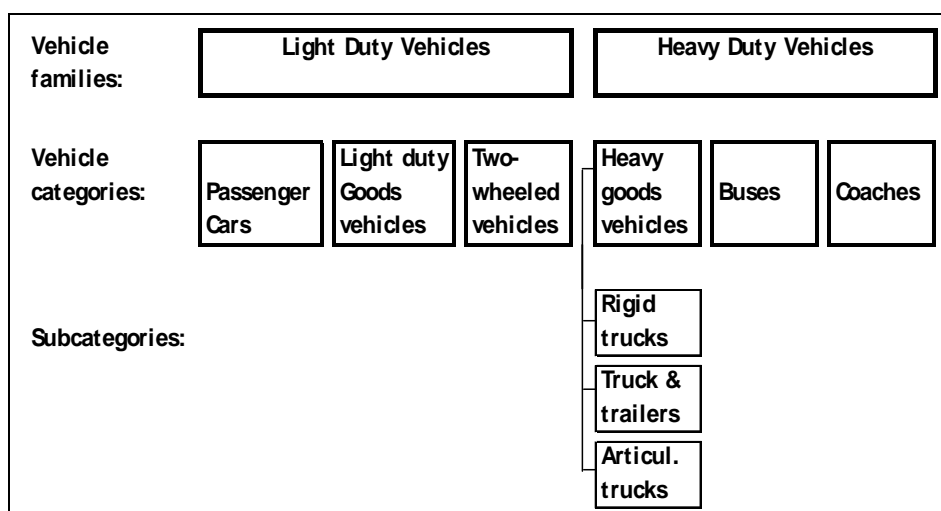 Vehicle families:
Light Duty Vehicles
Heavy Duty Vehicles
Vehicle categories:
Passenger Cars
Light duty Goods vehicles
Two-wheeled vehicles
Heavy goods vehicles
Buses
Coaches
Subcategories:
Rigid trucks
Truck & trailers
Articul. trucks